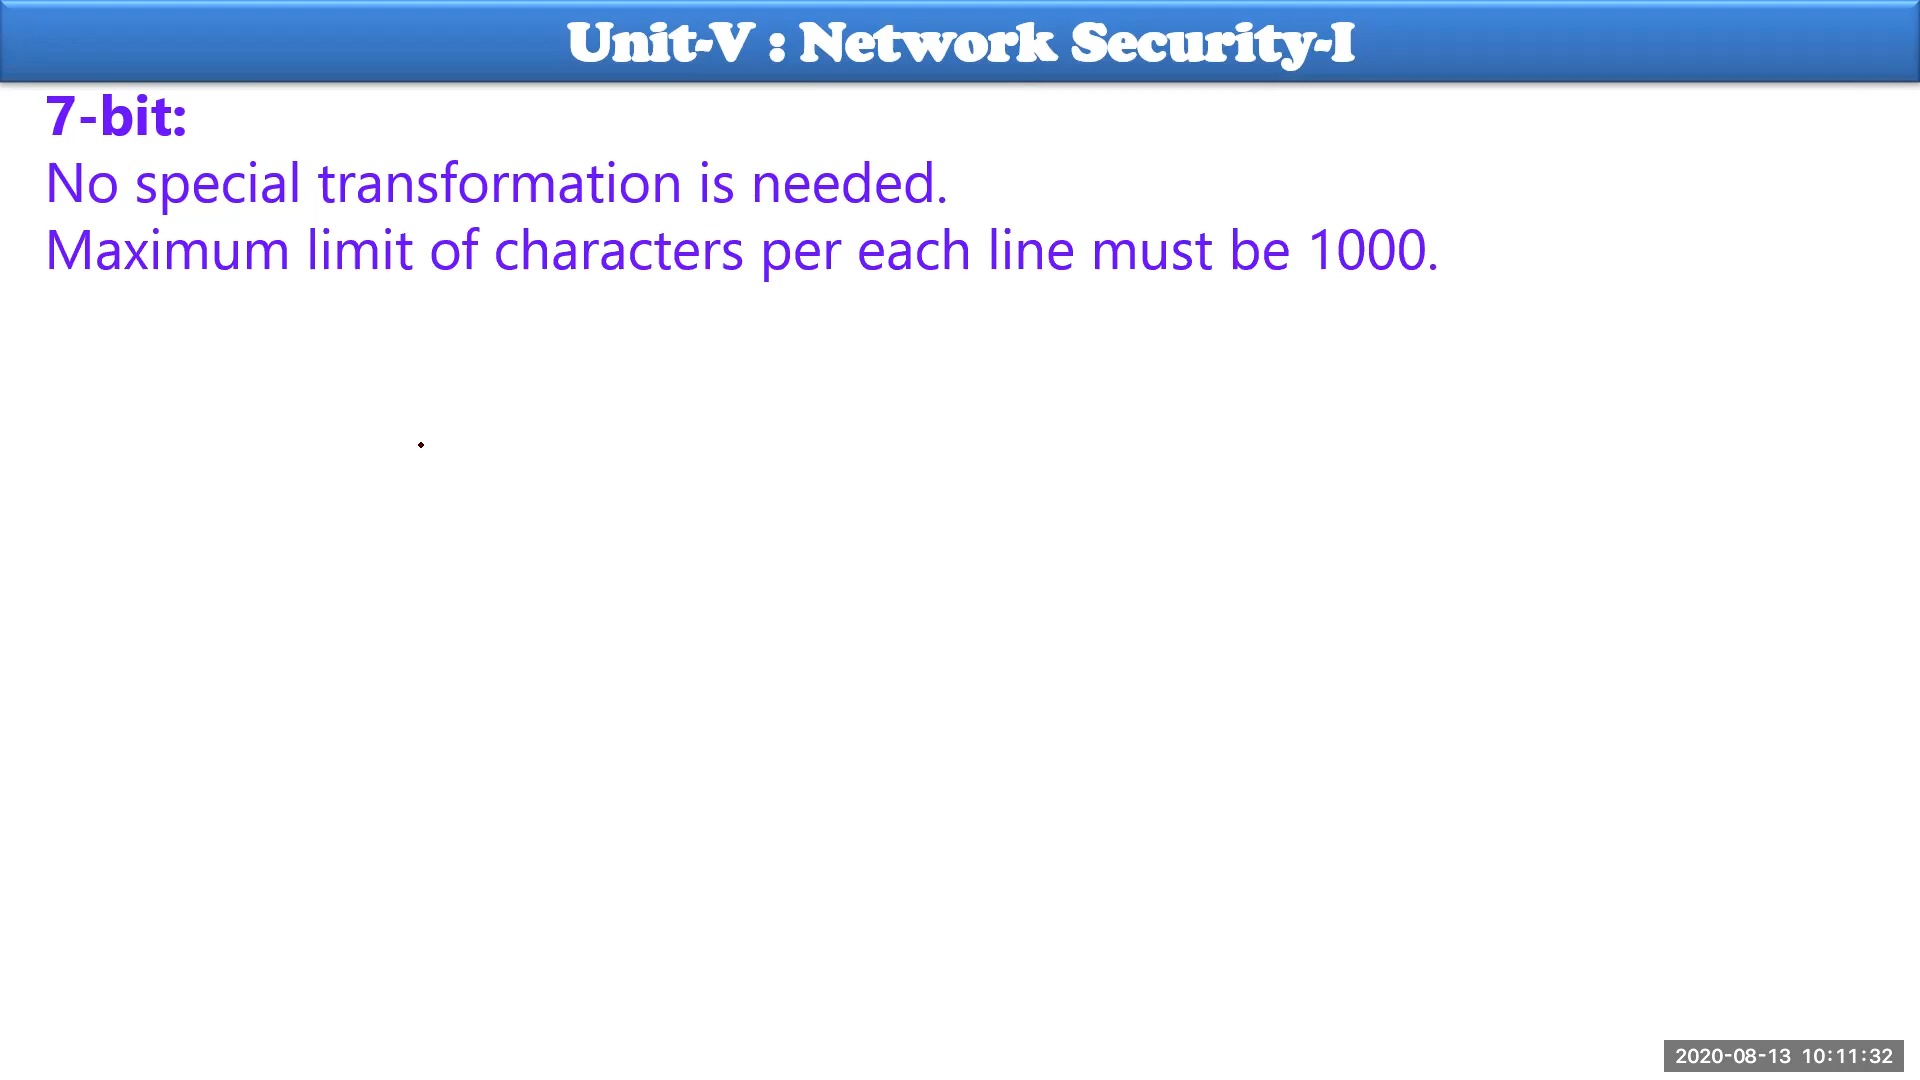 Unit-V : Network Security-I
7-bit:
No special transformation is needed.
Maximum limit of characters per each line must be 1000.
2020-08-13 10:11:32